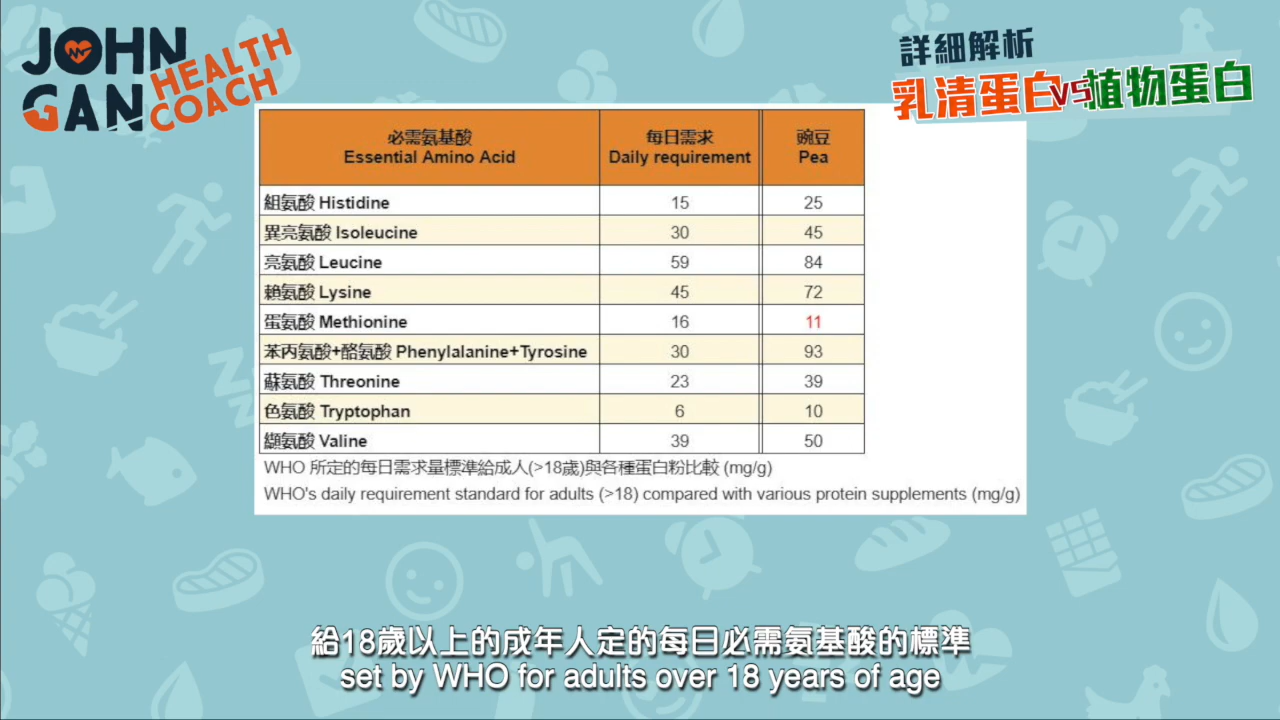 JOHN
GAN
HEALTH
COACH
詳細解析
乳清蛋白vs植物蛋白
必需氨基酸 每日需求 豌豆
Essential Amino Acid Daily requirement Pea
組氨酸 Histidine 15 25
異亮氨酸 Isoleucine 30 45
亮氨酸 Leucine 59 84
賴氨酸 Lysine 45 72
蛋氨酸 Methionine 16 11
苯丙氨酸+酪氨酸 Phenylalanine+Tyrosine 30 93
蘇氨酸 Threonine 23 39
色氨酸 Tryptophan 6 10
纈氨酸 Valine 39 50
WHO 所定的每日需求量標準給成人(>18歲)與各種蛋白粉比較 (mg/g)
WHO's daily requirement standard for adults (>18) compared with various protein supplements (mg/g)
給18歲以上的成年人定的每日必需氨基酸的標準
set by WHO for adults over 18 years of age